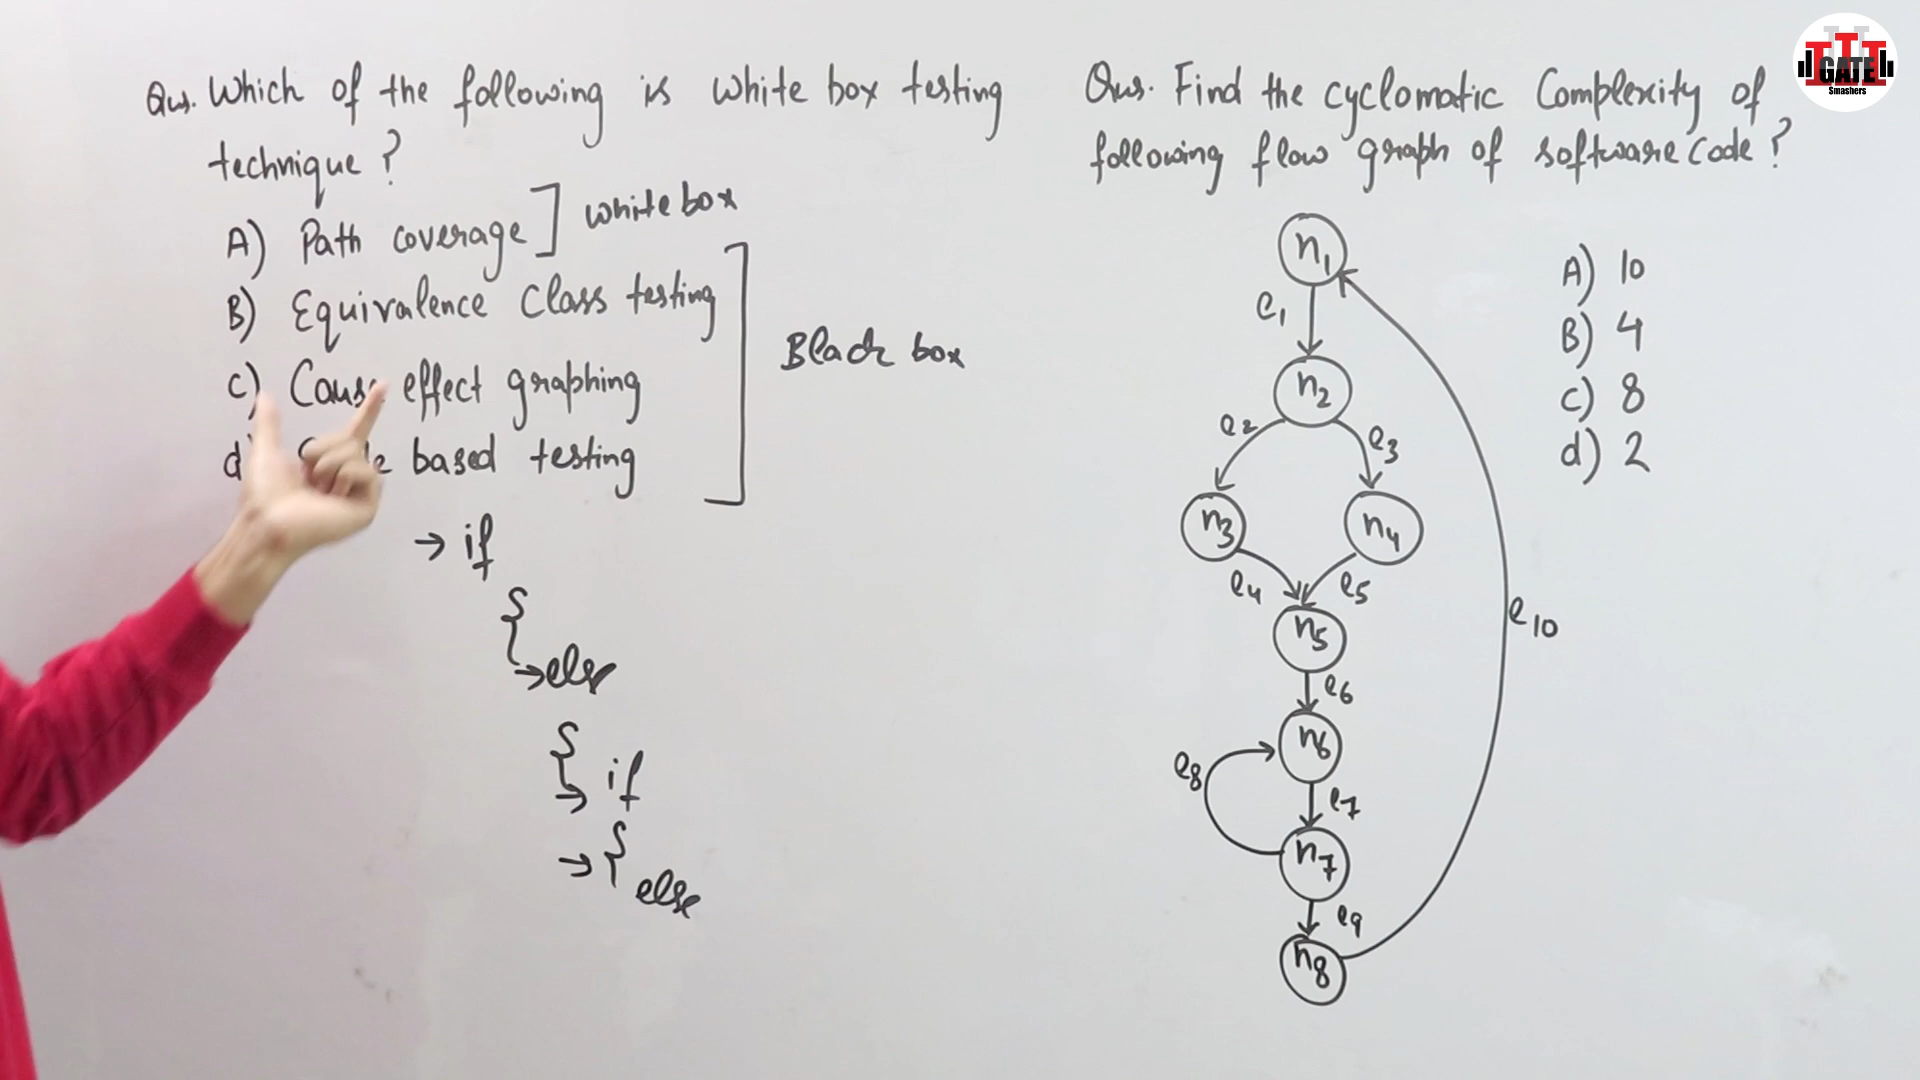 Qus. Which of the following is White box testing
technique?
A) Path coverage ] white box
B) Equivalence Class testing
C) Cause effect graphing
d) based testing
Black box
→ if
{
→ else
{
→ if
→ { else
Qus. Find the cyclomatic Complexity of
following flow graph of software code?
A) 10
B) 4
C) 8
d) 2
n1
e1
n2
e2 e3
n3 n4
e4 e5
n5
e10
e6
n6
e8
e7
n7
e9
n8
GATE
Smashers